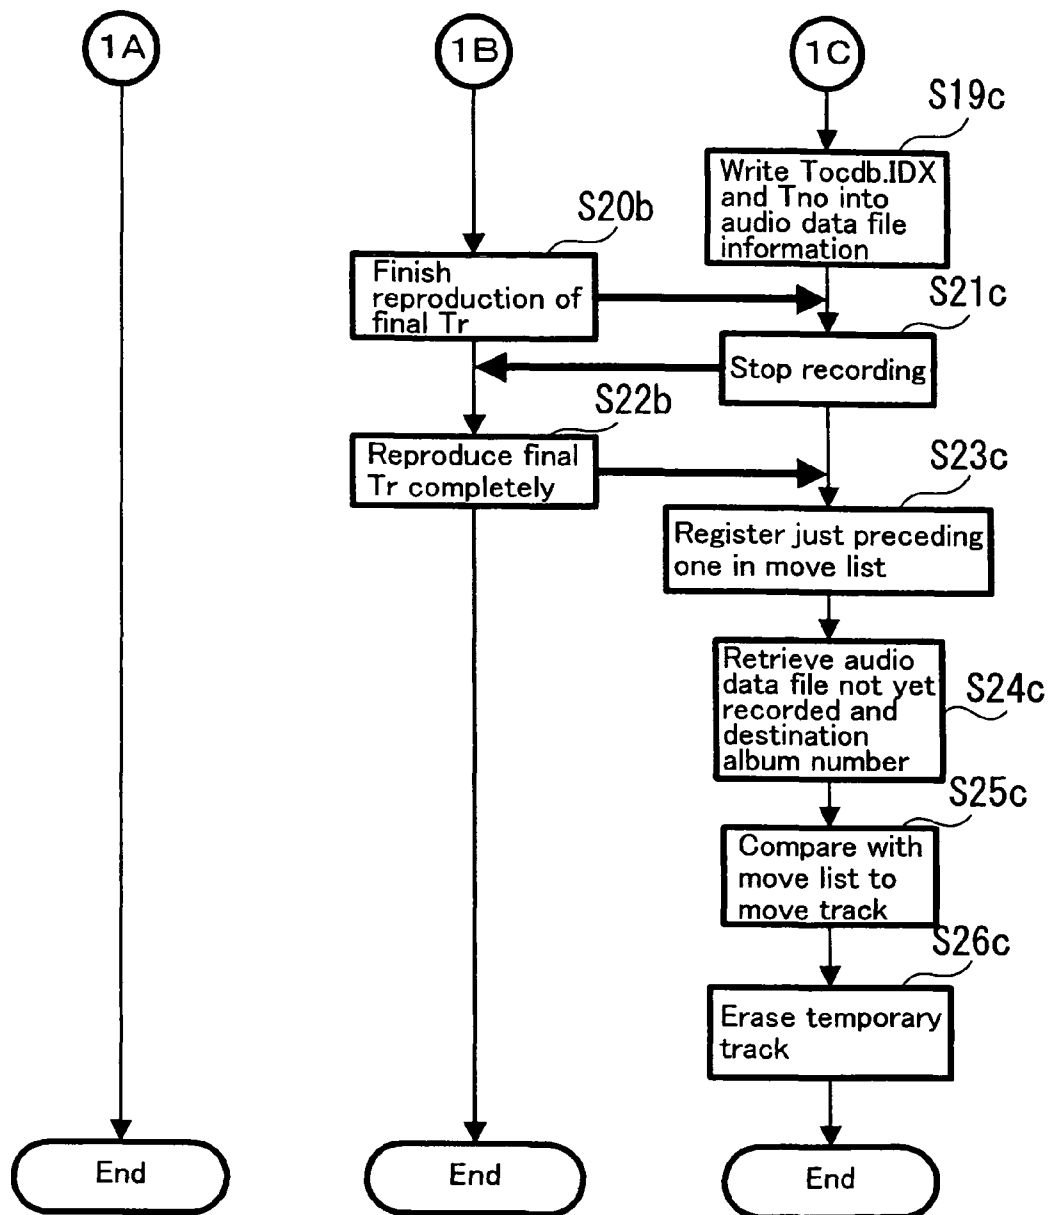 1A
1B
1C
S19c
Write Tocdb.IDX
and Tno into
audio data file
information
S20b
Finish
reproduction of
final Tr
S21c
Stop recording
S22b
Reproduce final
Tr completely
S23c
Register just preceding
one in move list
Retrieve audio
data file not yet
recorded and
destination
album number
S24c
S25c
Compare with
move list to
move track
S26c
Erase temporary
track
End
End
End